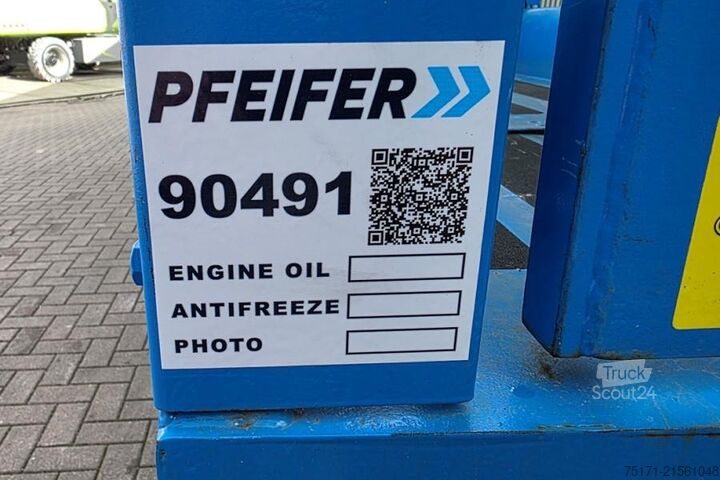 PFEIFER
90491
ENGINE OIL
ANTIFREEZE
PHOTO
Truck
Scout24
75171-21561048